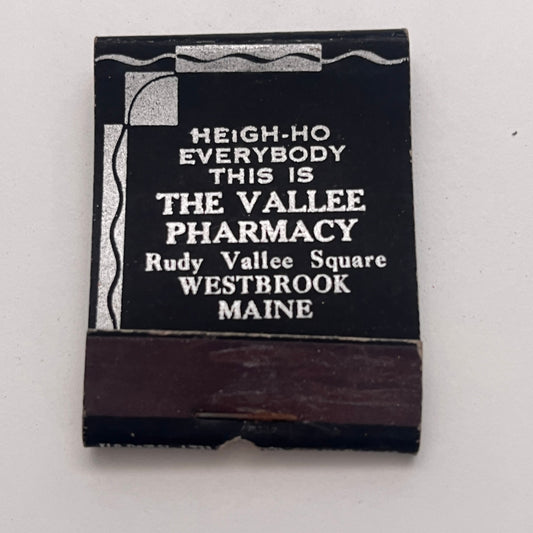 HEIGH-HO
EVERYBODY
THIS IS
THE VALLEE
PHARMACY
Rudy Vallee Square
WESTBROOK
MAINE